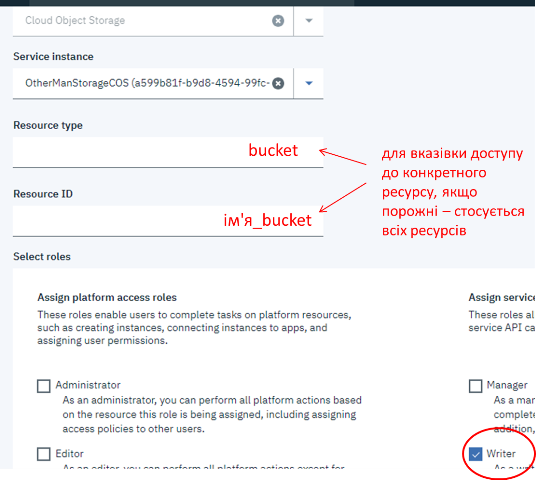 Cloud Object Storage
Service instance
OtherManStorageCOS (a599b81f-b9d8-4594-99fc-
Resource type
bucket
для вказівки доступу
до конкретного
ресурсу, якщо
порожні – стосується
всіх ресурсів
Resource ID
ім'я_bucket
Select roles
Assign platform access roles
These roles enable users to complete tasks on platform resources,
such as creating instances, connecting instances to apps, and
assigning user permissions.
Assign service
These roles al
service API ca
Administrator
As an administrator, you can perform all platform actions based
on the resource this role is being assigned, including assigning
access policies to other users.
Manager
As a man
complete
addition,
Editor
As an editor, you can perform all platform actions except for
Writer
As a writ